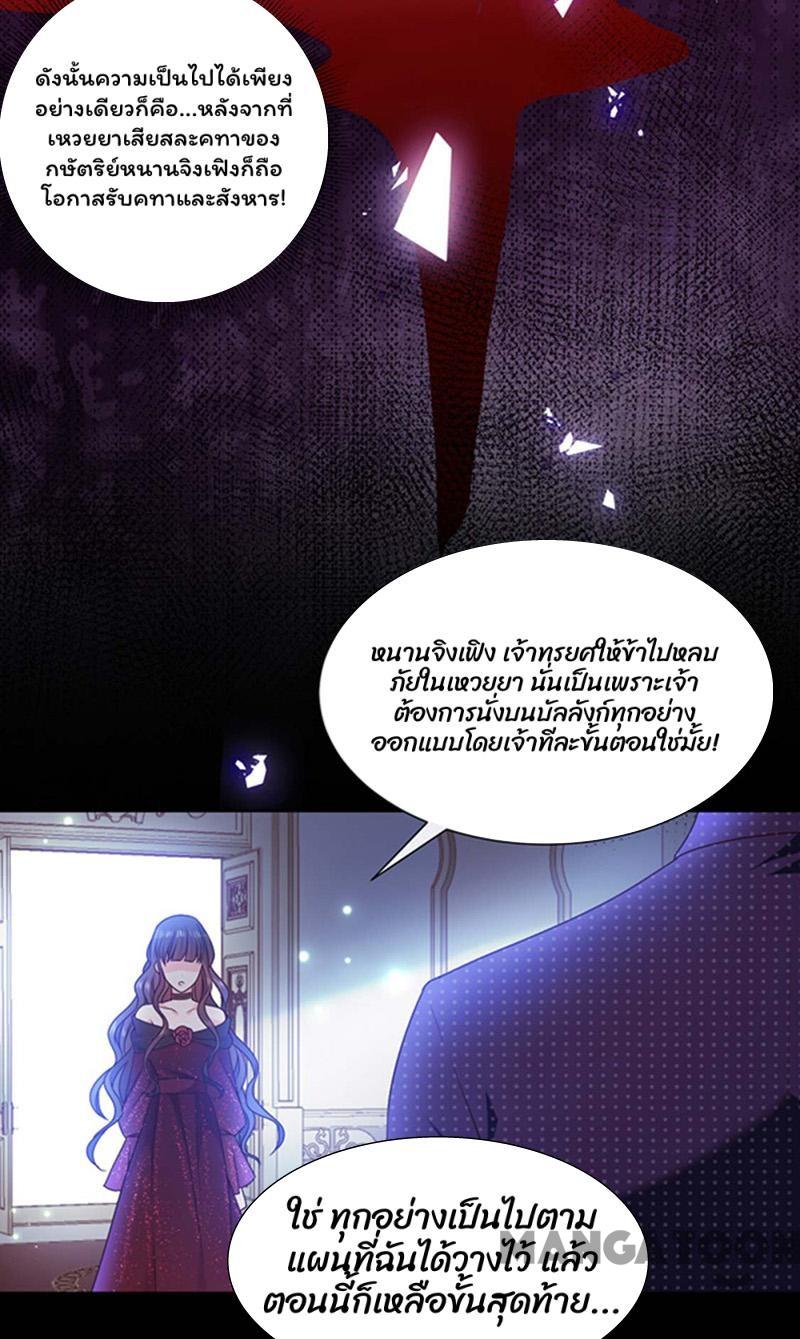 ดังนั้นความเป็นไปได้เพียง
อย่างเดียวก็คือ...หลังจากที่
เหวยยาเสียสละคทาของ
กษัตริย์หนานจิงเฟิงก็ถือ
โอกาสรับคทาและสังหาร!
หนานจิงเฟิง เจ้าทรยศให้ข้าไปหลบ
ภัยในเหวยยา นั่นเป็นเพราะเจ้า
ต้องการนั่งบนบัลลังก์ทุกอย่าง
ออกแบบโดยเจ้าทีละขั้นตอนใช่มั้ย!
ใช่ ทุกอย่างเป็นไปตาม
แผนที่ฉันได้วางไว้ แล้ว
ตอนนี้ก็เหลือขั้นสุดท้าย...
MANGATOON